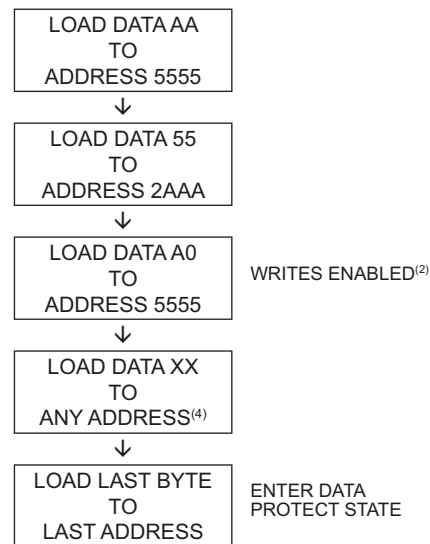 LOAD DATA AA
TO
ADDRESS 5555
↓
LOAD DATA 55
TO
ADDRESS 2AAA
↓
LOAD DATA A0
TO
ADDRESS 5555
WRITES ENABLED(2)
↓
LOAD DATA XX
TO
ANY ADDRESS(4)
↓
LOAD LAST BYTE
TO
LAST ADDRESS
ENTER DATA
PROTECT STATE